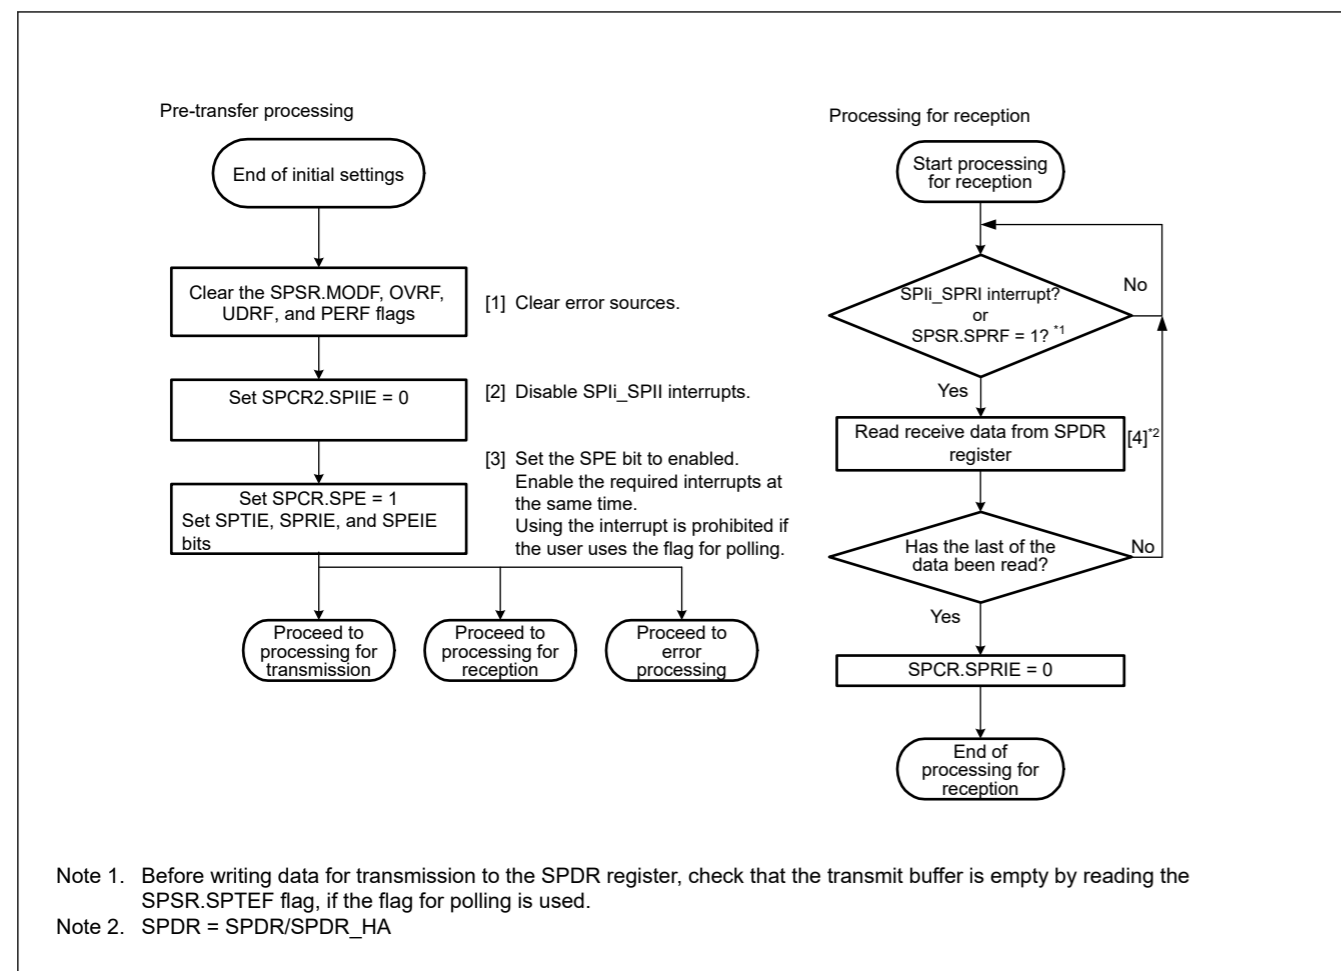 Pre-transfer processing
End of initial settings
Clear the SPSR.MODF, OVRF,
UDRF, and PERF flags
[1] Clear error sources.
Set SPCR2.SPIIE = 0
[2] Disable SPIi_SPII interrupts.
Set SPCR.SPE = 1
Set SPTIE, SPRIE, and SPEIE
bits
[3] Set the SPE bit to enabled.
Enable the required interrupts at
the same time.
Using the interrupt is prohibited if
the user uses the flag for polling.
Proceed to
processing for
transmission
Proceed to
processing for
reception
Proceed to
error
processing
Processing for reception
Start processing
for reception
SPIi_SPRI interrupt?
or
SPSR.SPRF = 1? *1
No
Yes
Read receive data from SPDR
register
[4]*2
Has the last of the
data been read?
No
Yes
SPCR.SPRIE = 0
End of
processing for
reception
Note 1. Before writing data for transmission to the SPDR register, check that the transmit buffer is empty by reading the
SPSR.SPTEF flag, if the flag for polling is used.
Note 2. SPDR = SPDR/SPDR_HA